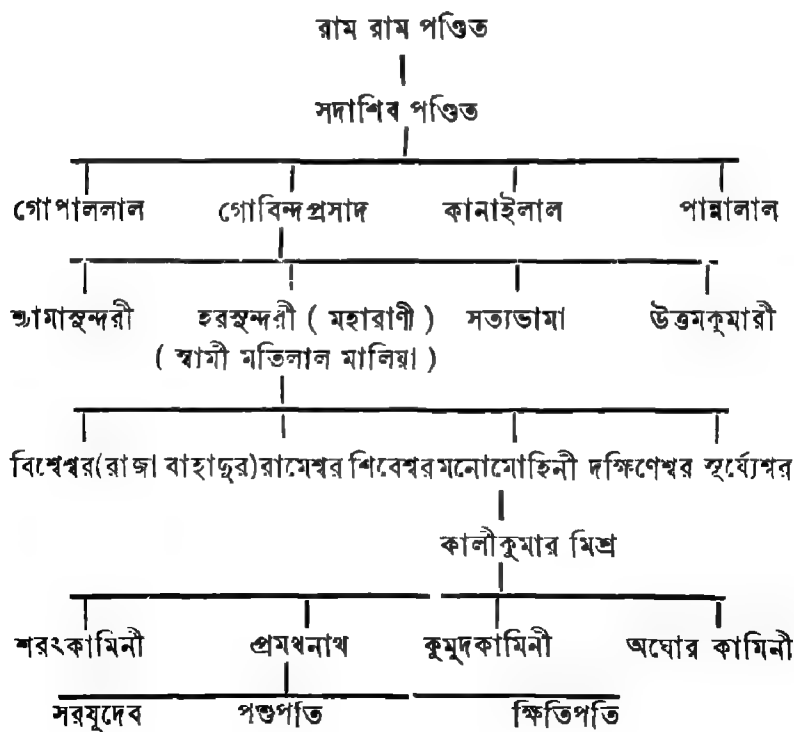 রাম রাম পণ্ডিত
সদাশিব পণ্ডিত
গোপাললাল গোবিন্দপ্রসাদ কানাইলাল পান্নালাল
শ্যামাসুন্দরী হরসুন্দরী ( মহারাণী ) সত্যভামা উত্তমকুমারী
( স্বামী মতিলাল মালিয়া )
বিশ্বেশ্বর(রাজা বাহাদুর)রামেশ্বর শিবেশ্বর মনোমোহিনী দক্ষিণেশ্বর সূর্য্যেশ্বর
কালীকুমার মিশ্র
শরৎকামিনী প্রমথনাথ কুমুদকামিনী অঘোর কামিনী
সরযূদেব পশুপতি ক্ষিতিপতি